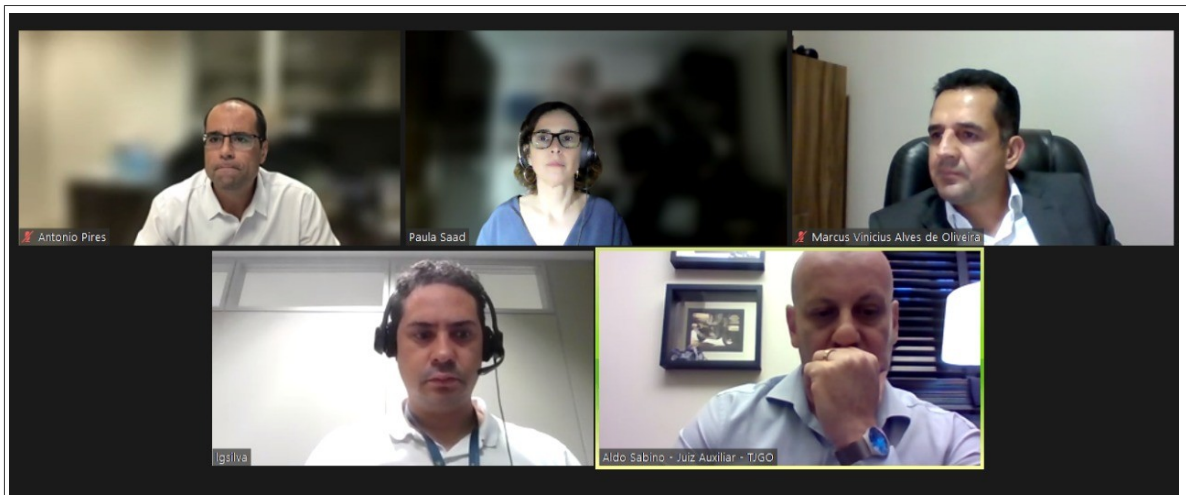 Antonio Pires
Paula Saad
Marcus Vinicius Alves de Oliveira
lgsilva
Aldo Sabino - Juiz Auxiliar - TJGO